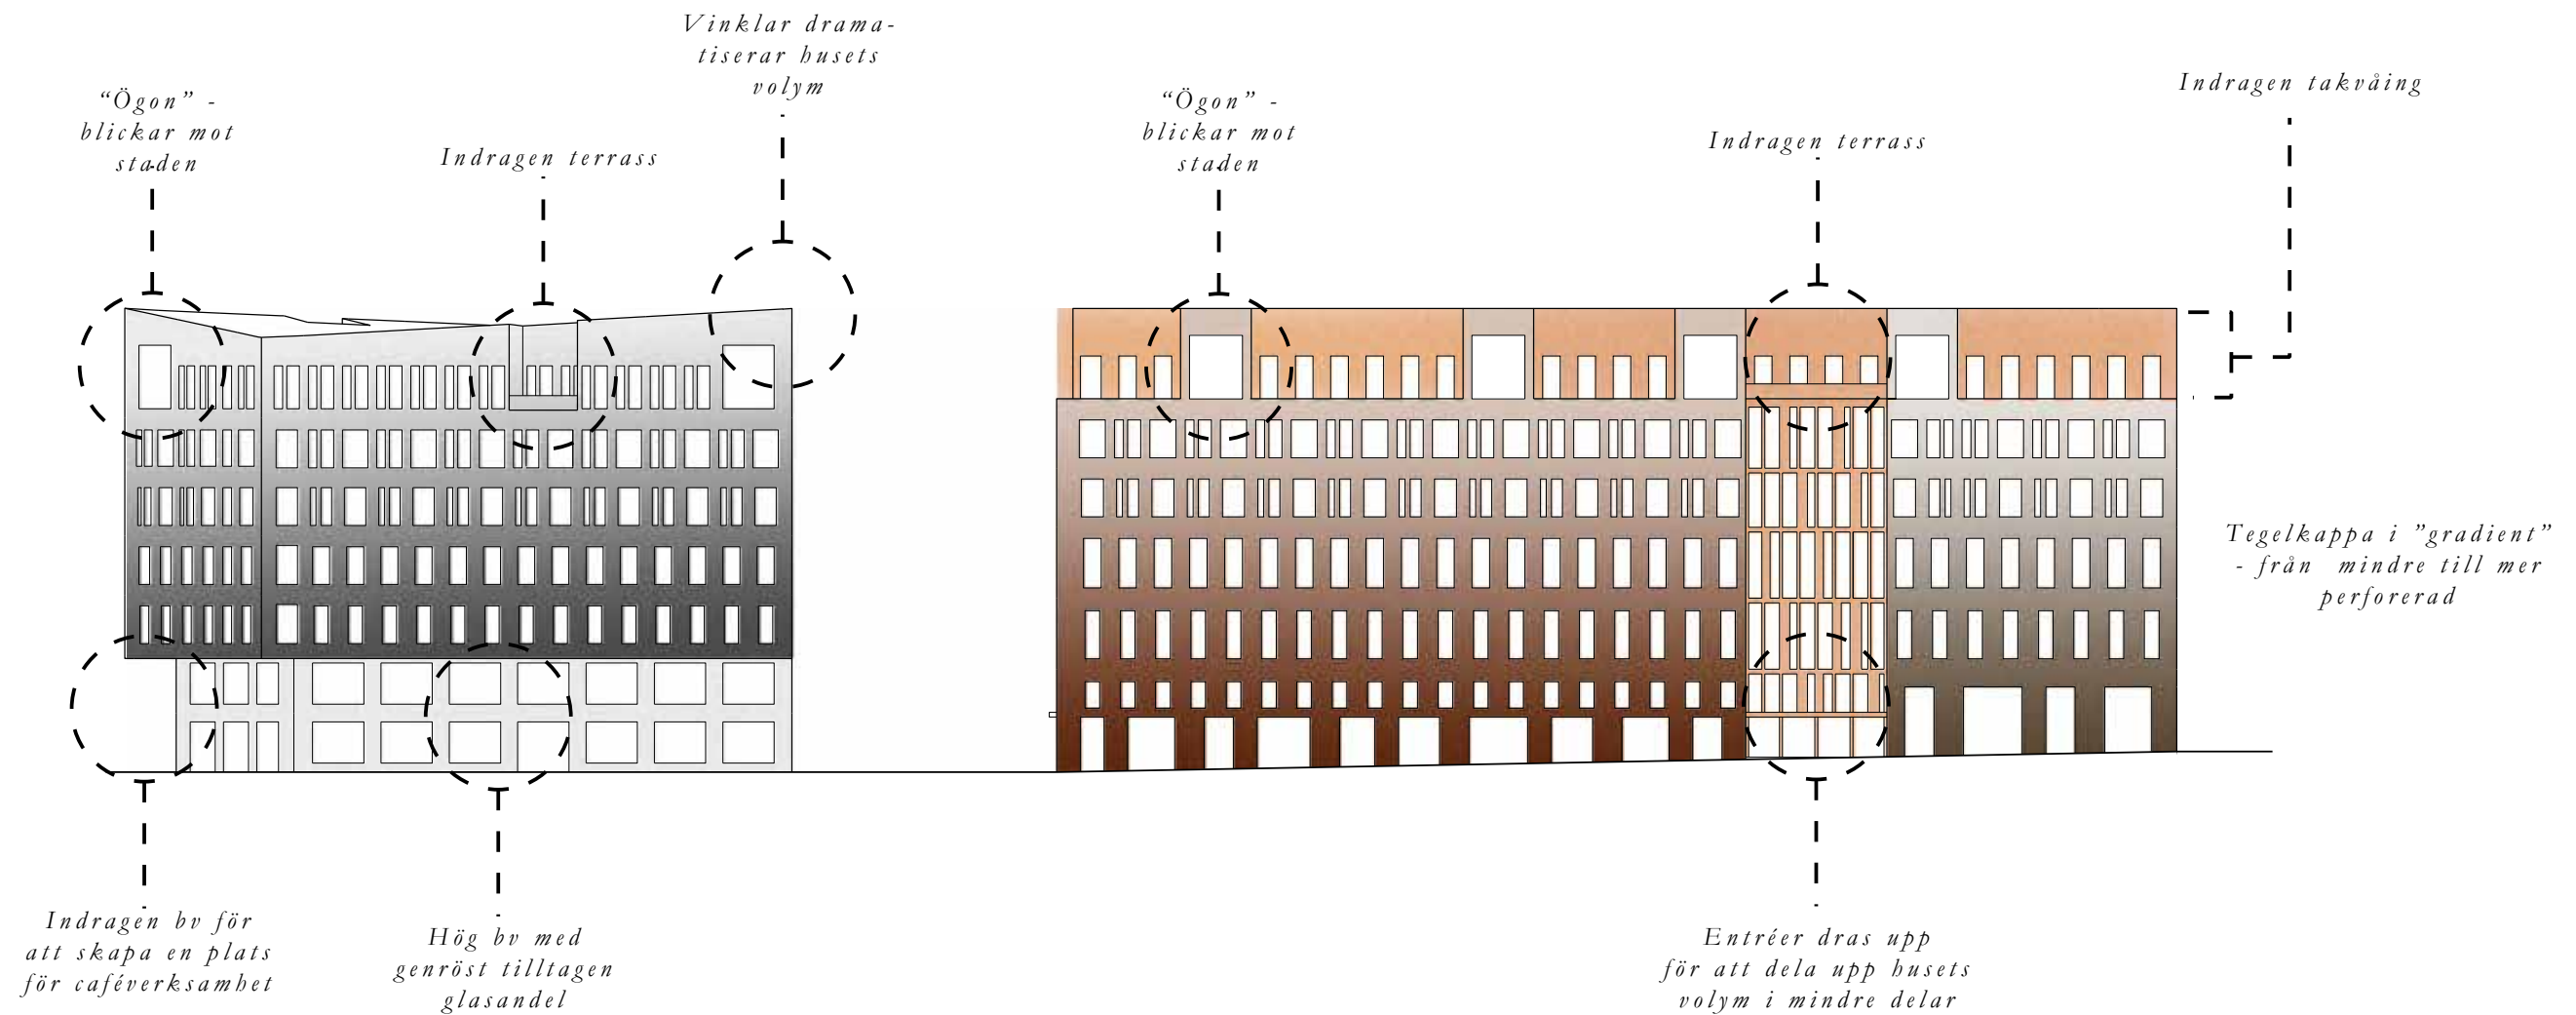 Vinklar drama-
tiserar husets
volym
“Ögon” -
blickar mot
staden
Indragen terrass
“Ögon” -
blickar mot
staden
Indragen terrass
Indragen takvåing
Tegelkappa i ”gradient”
- från mindre till mer
perforerad
Indragen bv för
att skapa en plats
för caféverksamhet
Hög bv med
genröst tilltagen
glasandel
Entréer dras upp
för att dela upp husets
volym i mindre delar